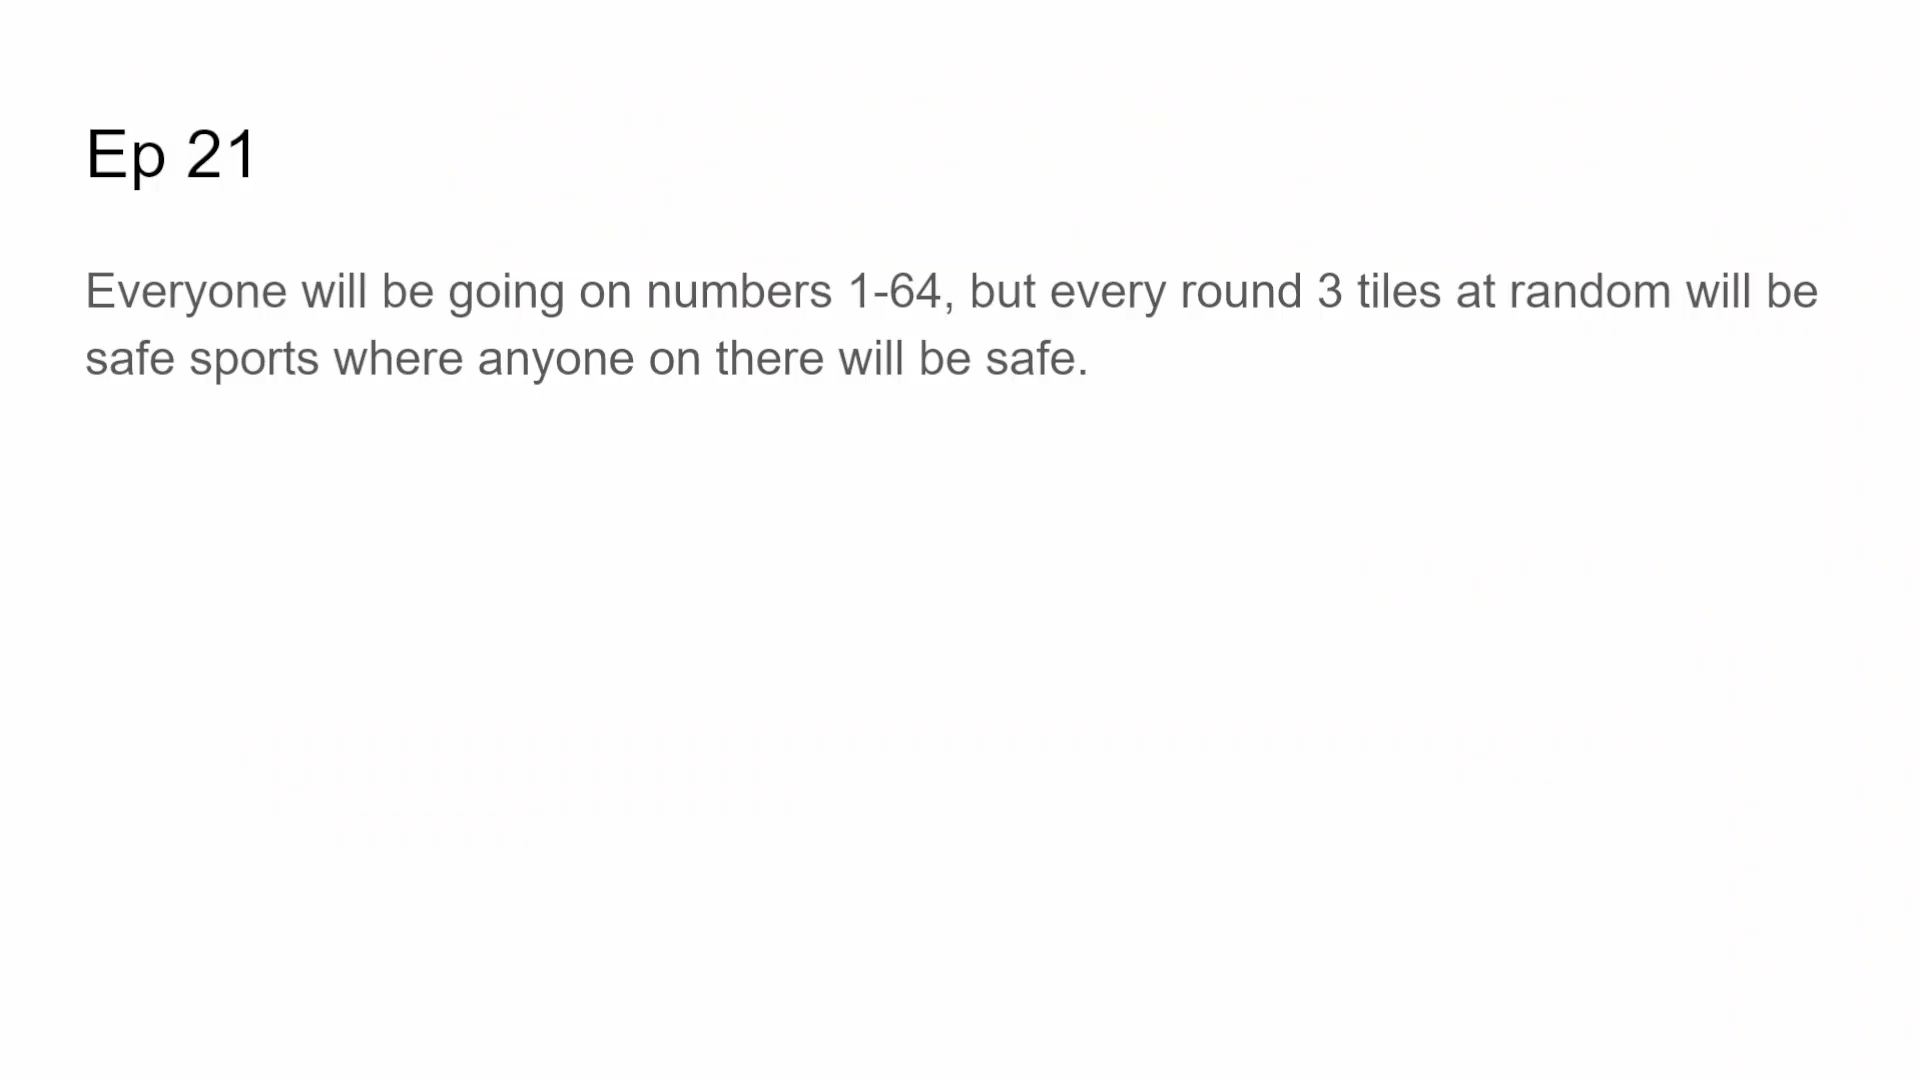 Ep 21
Everyone will be going on numbers 1-64, but every round 3 tiles at random will be
safe sports where anyone on there will be safe.